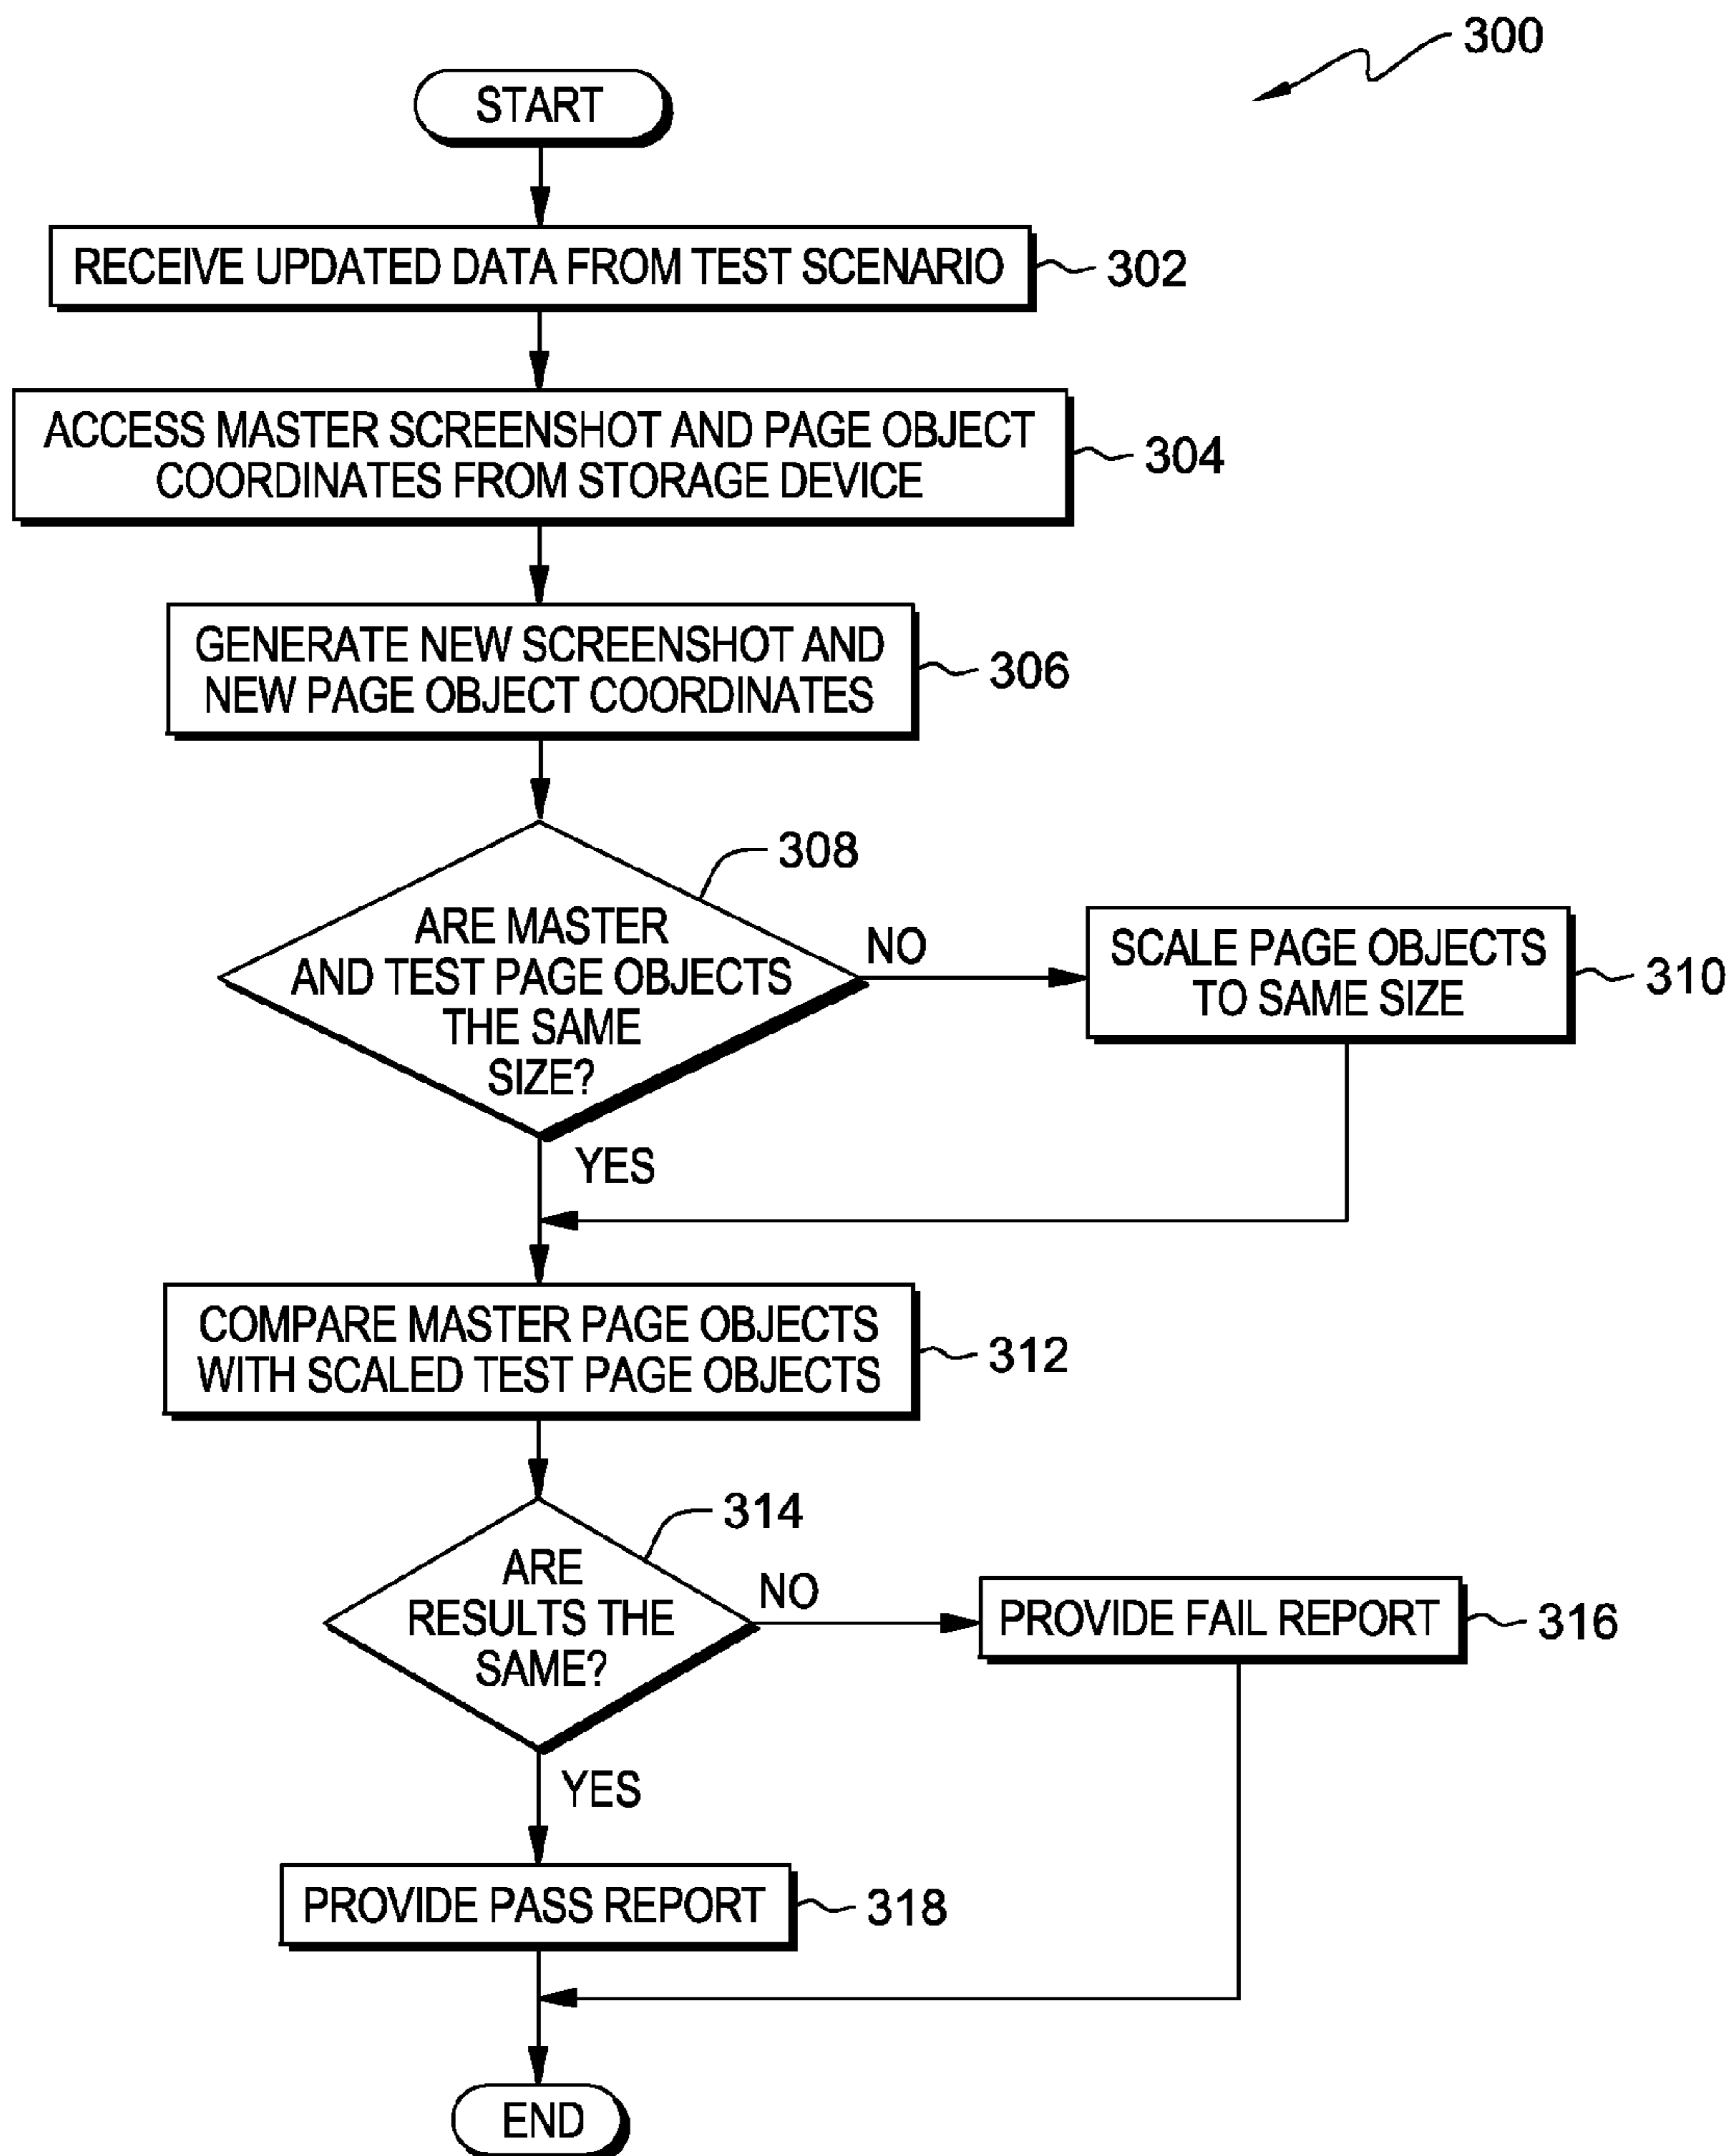 300
START
RECEIVE UPDATED DATA FROM TEST SCENARIO
302
ACCESS MASTER SCREENSHOT AND PAGE OBJECT
COORDINATES FROM STORAGE DEVICE
304
GENERATE NEW SCREENSHOT AND
NEW PAGE OBJECT COORDINATES
306
308
ARE MASTER
AND TEST PAGE OBJECTS
THE SAME
SIZE?
NO
SCALE PAGE OBJECTS
TO SAME SIZE
310
YES
COMPARE MASTER PAGE OBJECTS
WITH SCALED TEST PAGE OBJECTS
312
314
ARE
RESULTS THE
SAME?
NO
PROVIDE FAIL REPORT
316
YES
PROVIDE PASS REPORT
318
END